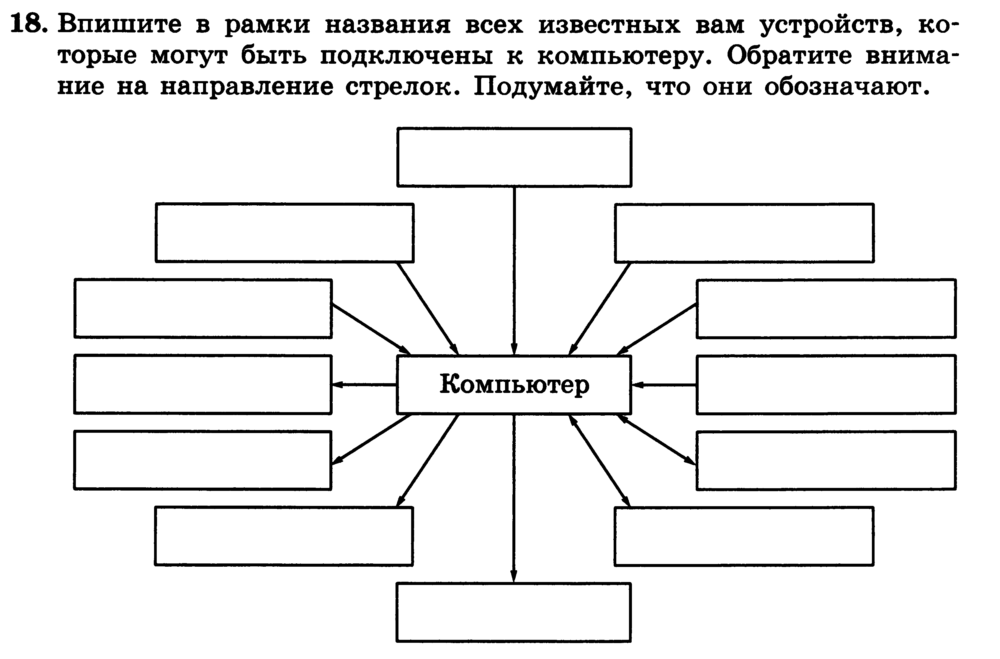 18. Впишите в рамки названия всех известных вам устройств, ко-
торые могут быть подключены к компьютеру. Обратите внима-
ние на направление стрелок. Подумайте, что они обозначают.
Компьютер